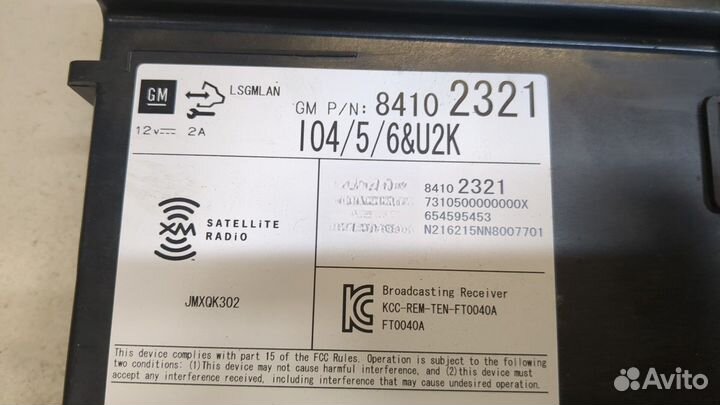 GM
LSGMLAN
12V⎓ 2A
GM P/N: 8410 2321
IO4/5/6&U2K
8410 2321
7310500000000X
654595453
N216215NN8007701
XM
SATELLITE
RADIO
JMXQK302
Broadcasting Receiver
KCC-REM-TEN-FT0040A
FT0040A
This device complies with part 15 of the FCC Rules. Operation is subject to the following
two conditions: (1)This device may not cause harmful interference, and (2)this device must
accept any interference received, including interference that may cause undesired operation.
Avito